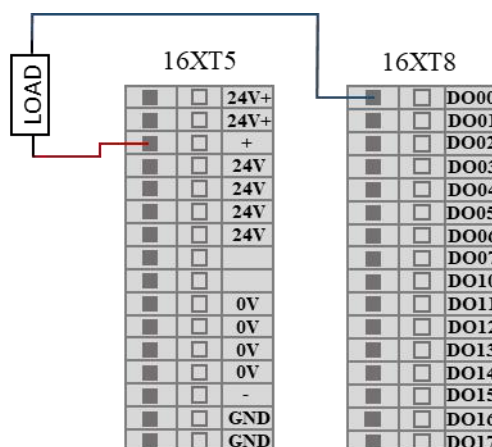 LOAD
16XT5
24V+
24V+
+
24V
24V
24V
24V
0V
0V
0V
0V
-
GND
GND
16XT8
DO00
DO01
DO02
DO03
DO04
DO05
DO06
DO07
DO10
DO11
DO12
DO13
DO14
DO15
DO16
DO17